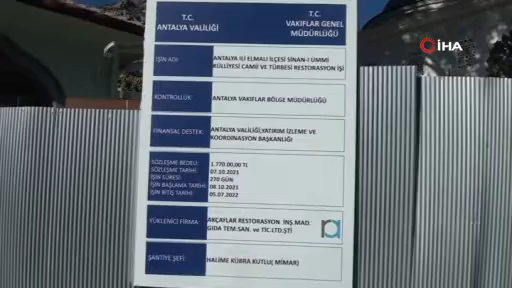 T.C.
ANTALYA VALİLİĞİ
T.C.
VAKIFLAR GENEL
MÜDÜRLÜĞÜ
İHA
İŞİN ADI:
ANTALYA İLİ ELMALI İLÇESİ SİNAN-I ÜMMİ
KÜLLİYESİ CAMİİ VE TÜRBESİ RESTORASYON İŞİ
KONTROLLÜK:
ANTALYA VAKIFLAR BÖLGE MÜDÜRLÜĞÜ
FİNANSAL DESTEK:
ANTALYA VALİLİĞİ,YATIRIM İZLEME VE
KOORDİNASYON BAŞKANLIĞI
SÖZLEŞME BEDELİ: 1.770.00,00 TL
SÖZLEŞME TARİHİ: 07.10.2021
İŞİN SÜRESİ: 270 GÜN
İŞİN BAŞLAMA TARİHİ: 08.10.2021
İŞİN BİTİŞ TARİHİ: 05.07.2022
YÜKLENİCİ FİRMA:
AKÇAYLAR RESTORASYON İNŞ.MAD.
GIDA TEM.SAN. ve TİC.LTD.ŞTİ
ŞANTİYE ŞEFİ:
HALİME KÜBRA KUTLU( MİMAR)